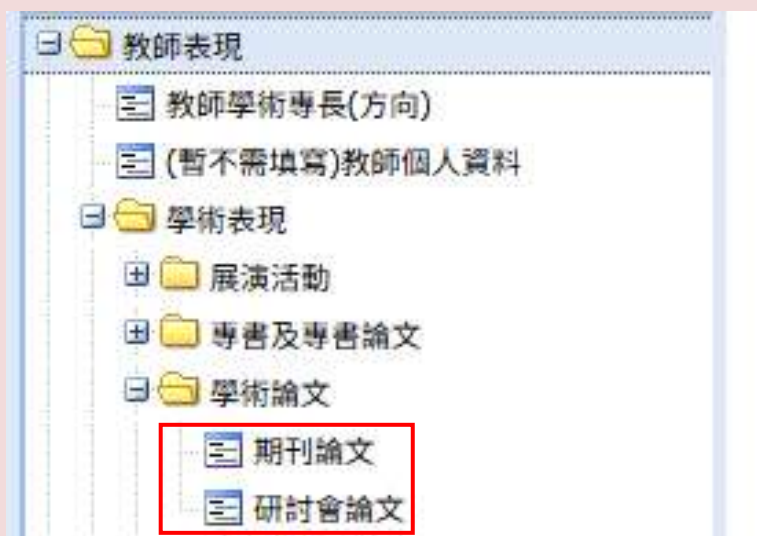 教師表現
教師學術專長(方向)
(暫不需填寫)教師個人資料
學術表現
展演活動
專書及專書論文
學術論文
期刊論文
研討會論文